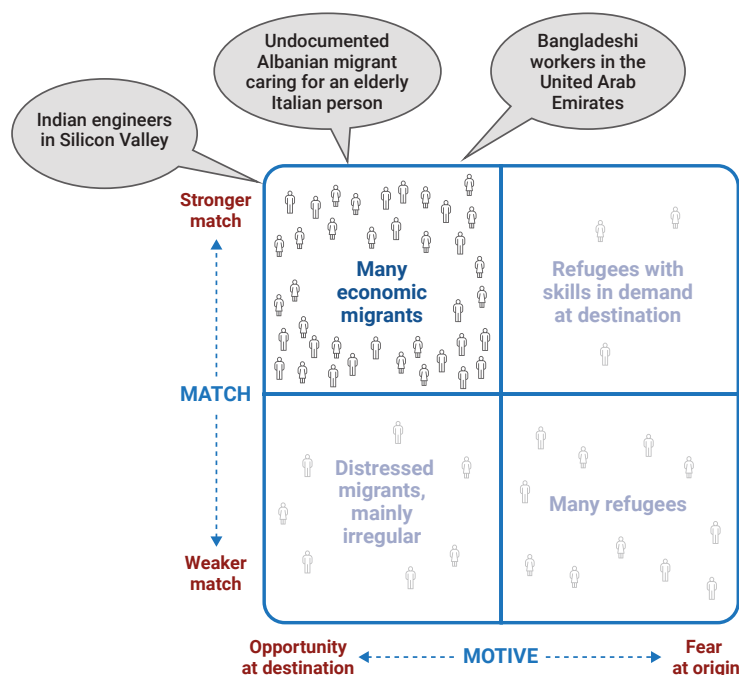 Undocumented
Albanian migrant
caring for an elderly
Italian person
Bangladeshi
workers in the
United Arab
Emirates
Indian engineers
in Silicon Valley
Stronger
match
Many
economic
migrants
Refugees with
skills in demand
at destination
MATCH
Distressed
migrants,
mainly
irregular
Many refugees
Weaker
match
Opportunity
at destination
MOTIVE
Fear
at origin